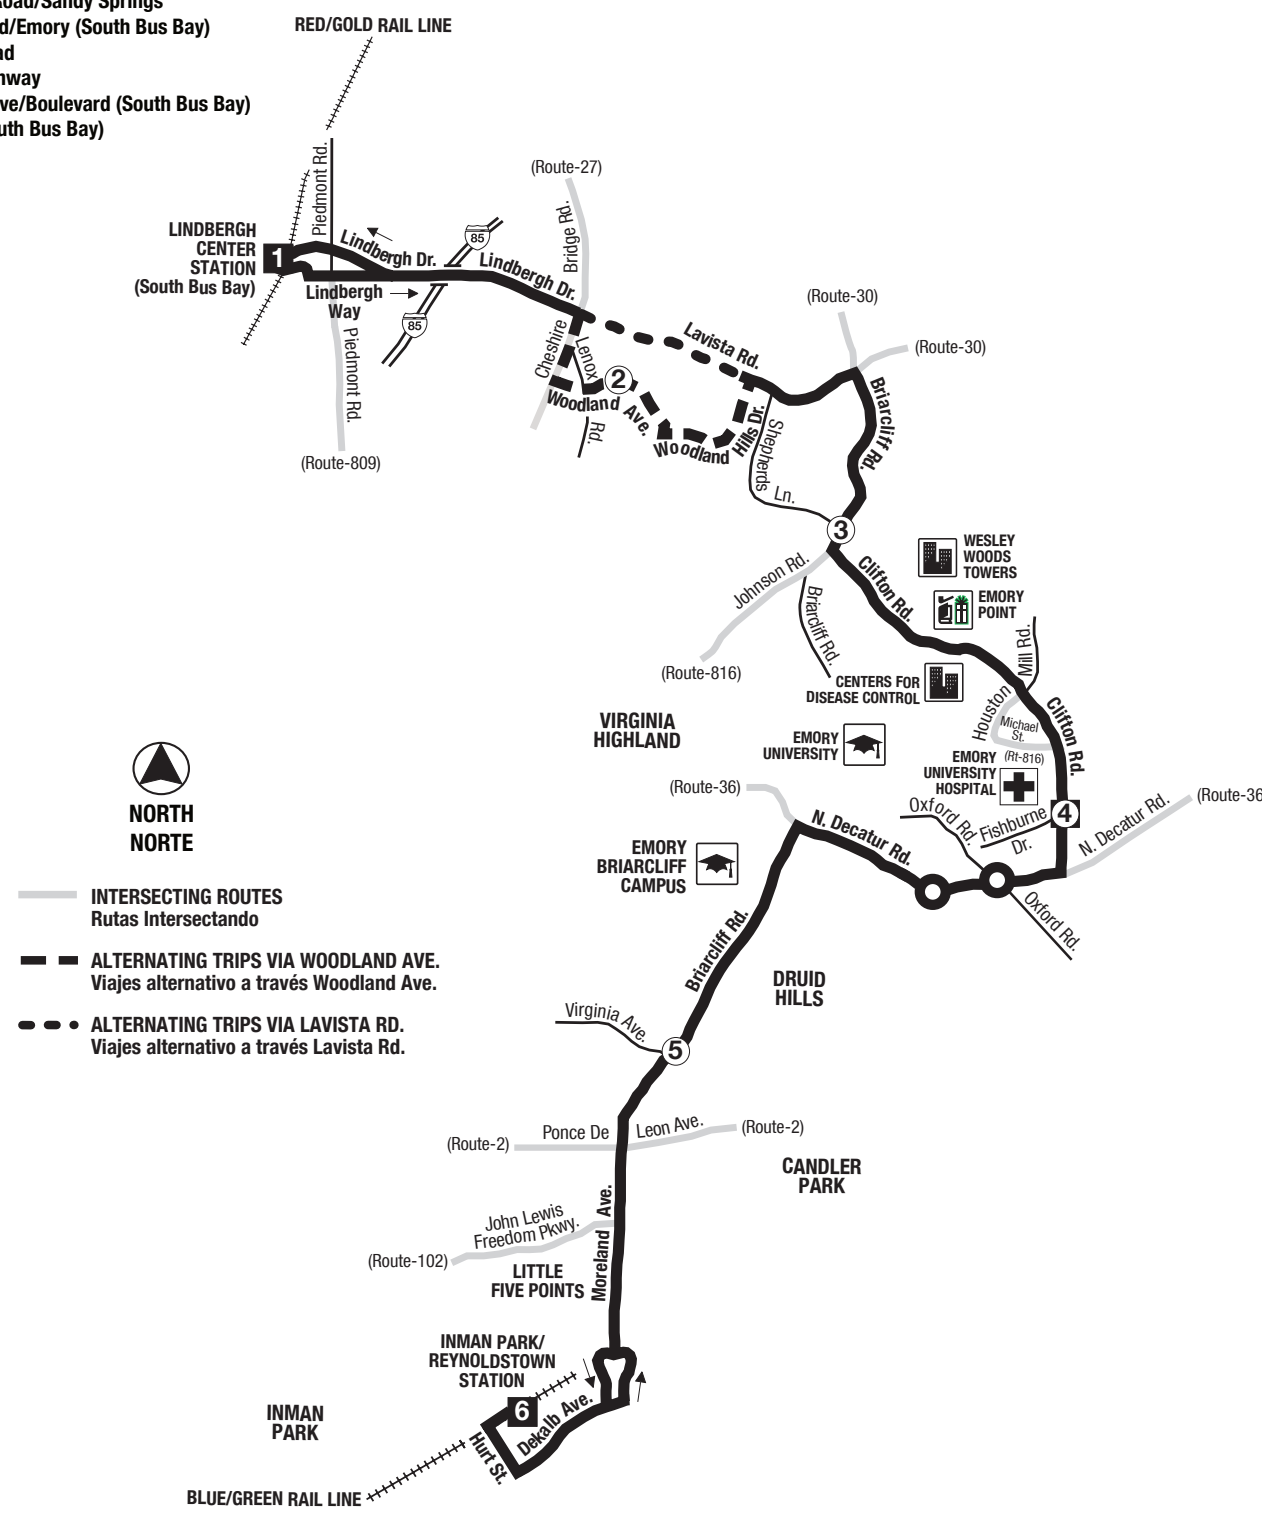 Road/Sandy Springs
d/Emory (South Bus Bay)
ad
hway
ve/Boulevard (South Bus Bay)
uth Bus Bay)
RED/GOLD RAIL LINE
Piedmont Rd.
(Route-27)
Bridge Rd.
LINDBERGH
CENTER
STATION
(South Bus Bay)
1
Lindbergh Dr.
85
Lindbergh Dr.
Lindbergh
Way
85
Piedmont Rd.
(Route-809)
Cheshire
Lenox
Rd.
2
Woodland Ave.
Woodland
Hills Dr.
Lavista Rd.
(Route-30)
(Route-30)
Briarcliff Rd.
Shepherds
Ln.
3
Johnson Rd.
Briarcliff Rd.
(Route-816)
Clifton Rd.
WESLEY
WOODS
TOWERS
EMORY
POINT
Mill Rd.
Houston
CENTERS FOR
DISEASE CONTROL
Michael
St.
(Rt-816)
Clifton Rd.
VIRGINIA
HIGHLAND
EMORY
UNIVERSITY
EMORY
UNIVERSITY
HOSPITAL
(Route-36)
Oxford Rd.
Fishburne
Dr.
4
N. Decatur Rd.
(Route-36
N. Decatur Rd.
Oxford Rd.
EMORY
BRIARCLIFF
CAMPUS
NORTH
NORTE
INTERSECTING ROUTES
Rutas Intersectando
ALTERNATING TRIPS VIA WOODLAND AVE.
Viajes alternativo a través Woodland Ave.
ALTERNATING TRIPS VIA LAVISTA RD.
Viajes alternativo a través Lavista Rd.
Briarcliff Rd.
DRUID
HILLS
Virginia Ave.
5
(Route-2)
Ponce De
Leon Ave.
(Route-2)
CANDLER
PARK
Moreland Ave.
John Lewis
Freedom Pkwy.
(Route-102)
LITTLE
FIVE POINTS
INMAN PARK/
REYNOLDSTOWN
STATION
6
Dekalb Ave.
Hurt St.
INMAN
PARK
BLUE/GREEN RAIL LINE